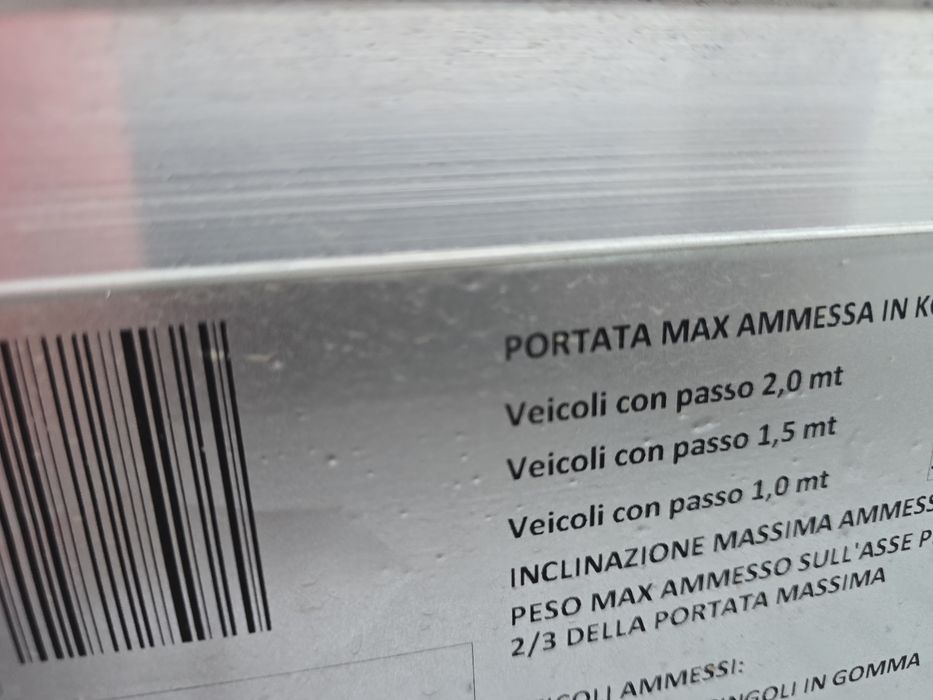 PORTATA MAX AMMESSA IN
Veicoli con passo 2,0 mt
Veicoli con passo 1,5 mt
Veicoli con passo 1,0 mt
INCLINAZIONE MASSIMA AMMESS
PESO MAX AMMESSO SULL'ASSE P
2/3 DELLA PORTATA MASSIMA
AMMESSI:
IN GOMMA